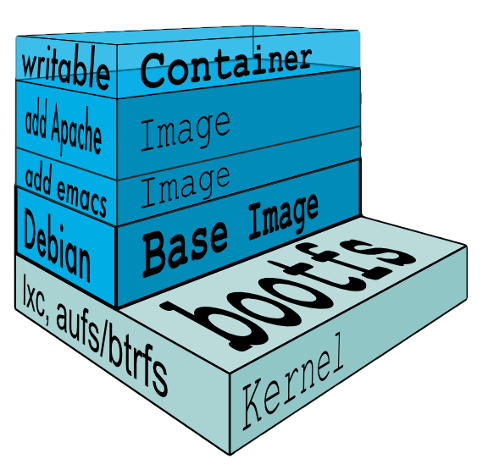 writable
Container
add Apache
Image
add emacs
Image
Debian
Base Image
bootfs
lxc, aufs/btrfs
Kernel